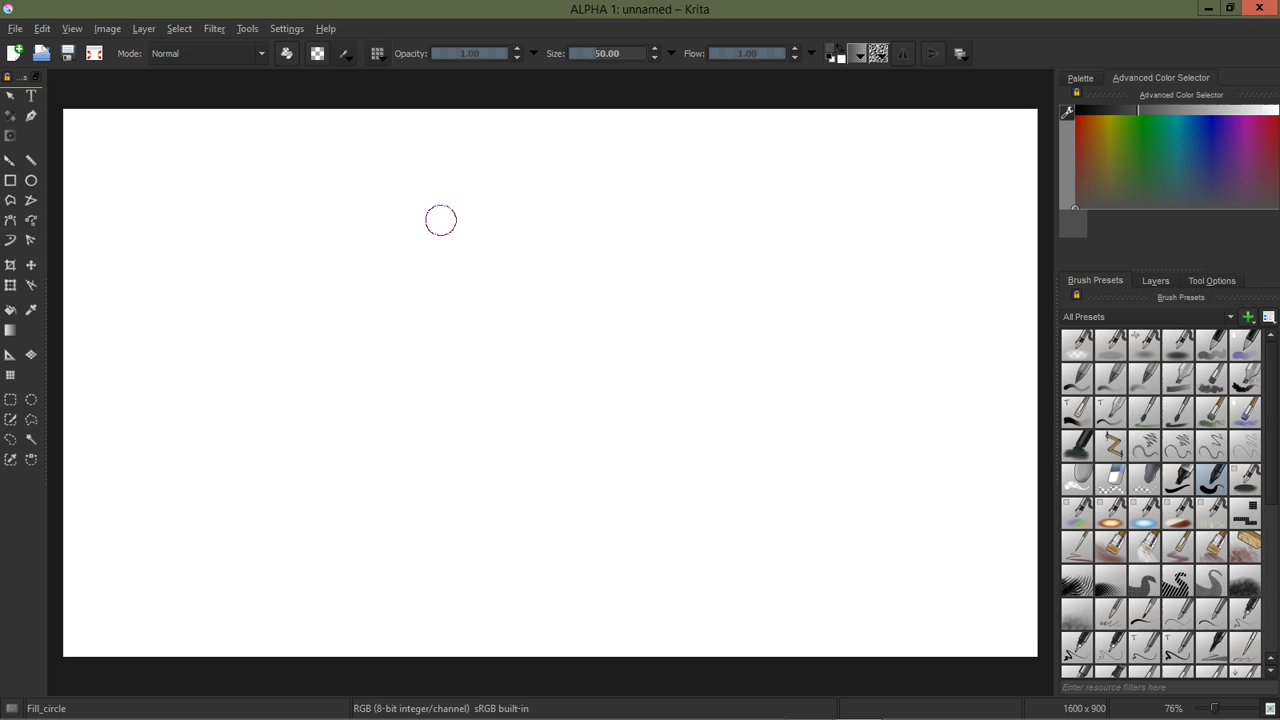 ALPHA 1: unnamed – Krita
File Edit View Image Layer Select Filter Tools Settings Help
Mode: Normal Opacity: 1.00 Size: 50.00 Flow: 1.00
...s
Palette Advanced Color Selector
Advanced Color Selector
Brush Presets Layers Tool Options
Brush Presets
All Presets
Enter resource filters here
Fill_circle RGB (8-bit integer/channel) sRGB built-in 1600 x 900 76%